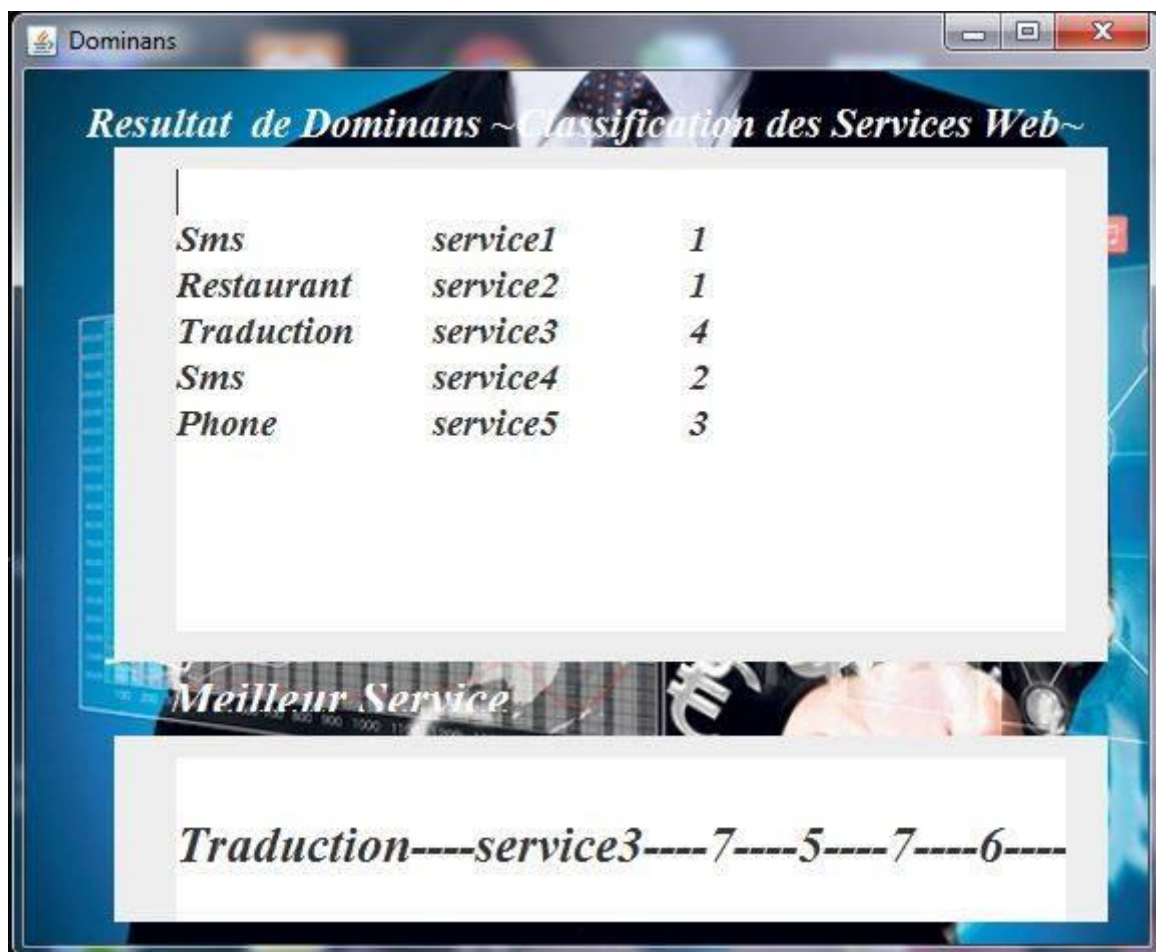 Dominans
Resultat de Dominans ~Classification des Services Web~
Sms service1 1
Restaurant service2 1
Traduction service3 4
Sms service4 2
Phone service5 3
Meilleur Service
Traduction----service3----7----5----7----6----